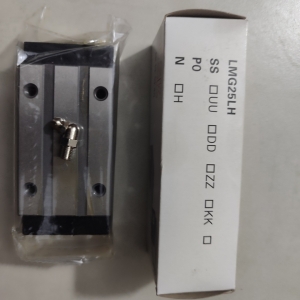 LMG25LH
SS □UU □DD □ZZ □KK □
P0
N □H